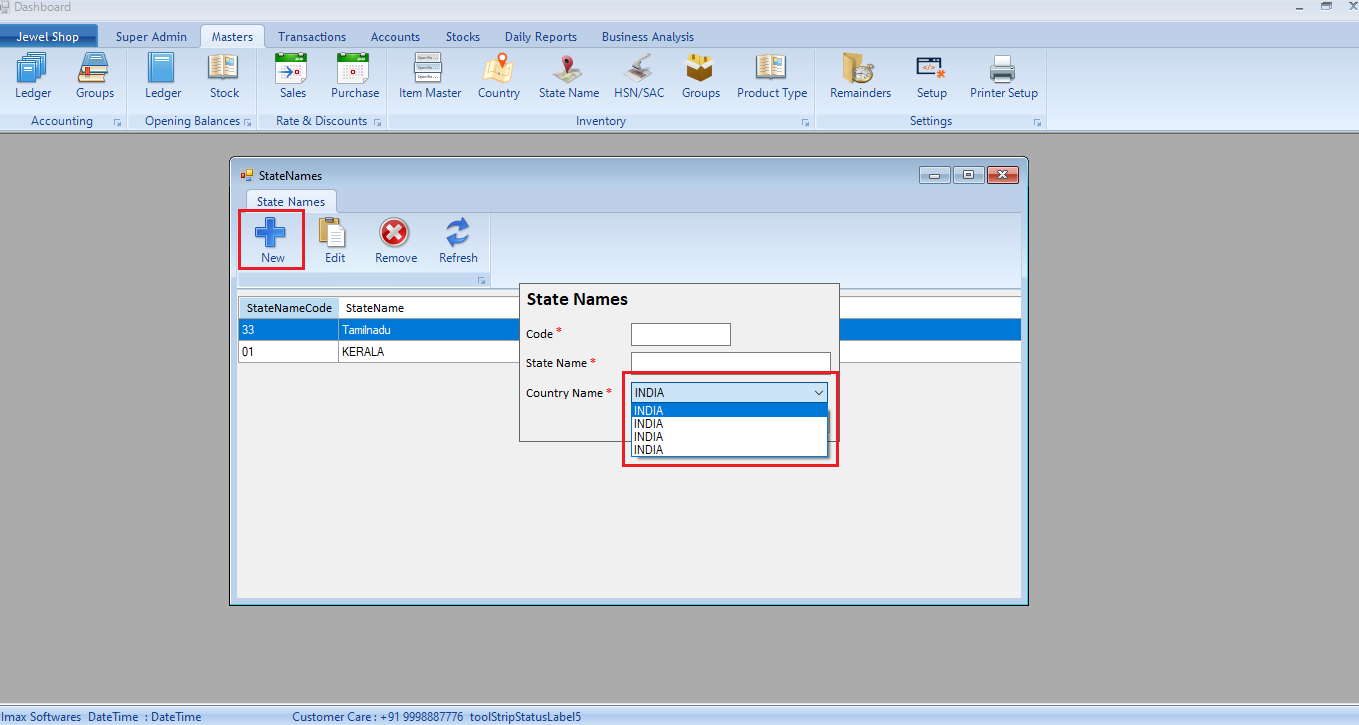 Dashboard
Jewel Shop Super Admin Masters Transactions Accounts Stocks Daily Reports Business Analysis
Ledger Groups Ledger Stock Sales Purchase Item Master Country State Name HSN/SAC Groups Product Type Remainders Setup Printer Setup
Accounting Opening Balances Rate & Discounts Inventory Settings
StateNames
State Names
New Edit Remove Refresh
StateNameCode StateName
33 Tamilnadu
01 KERALA
State Names
Code *
State Name *
Country Name * INDIA
INDIA
INDIA
INDIA
INDIA
Imax Softwares DateTime : DateTime Customer Care : +91 9998887776 toolStripStatusLabel5